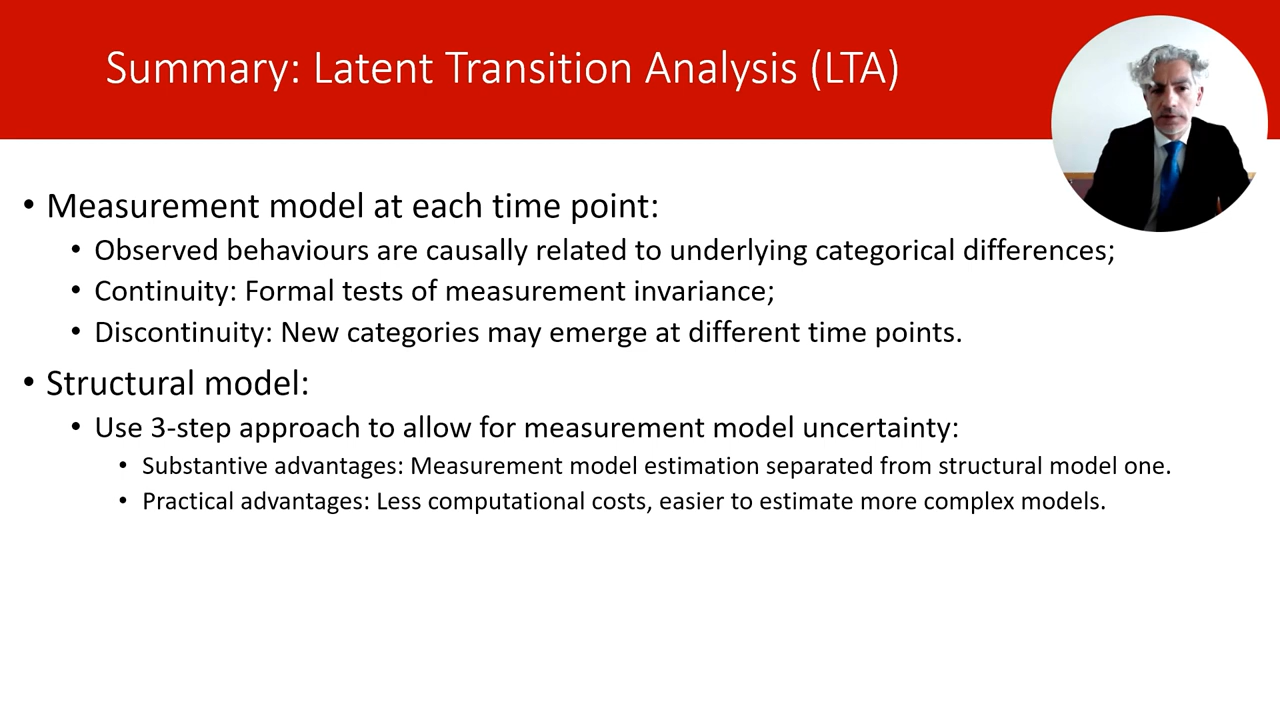 Summary: Latent Transition Analysis (LTA)
• Measurement model at each time point:
• Observed behaviours are causally related to underlying categorical differences;
• Continuity: Formal tests of measurement invariance;
• Discontinuity: New categories may emerge at different time points.
• Structural model:
• Use 3-step approach to allow for measurement model uncertainty:
• Substantive advantages: Measurement model estimation separated from structural model one.
• Practical advantages: Less computational costs, easier to estimate more complex models.